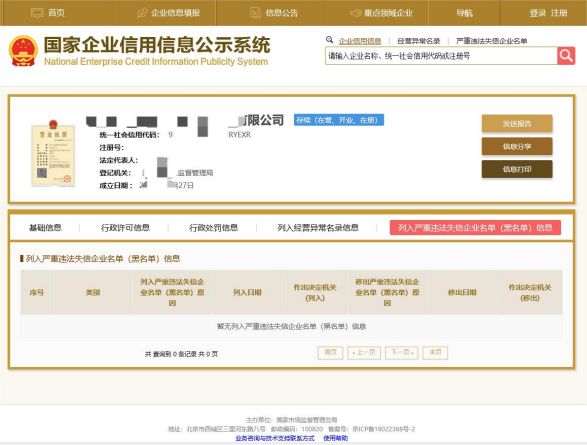 首页
企业信息填报
信息公告
重点领域企业
导航
登录 注册
国家企业信用信息公示系统
National Enterprise Credit Information Publicity System
企业信用信息 | 经营异常名录 | 严重违法失信企业名单
请输入企业名称、统一社会信用代码或注册号
营业执照
有限公司
存续（在营、开业、在册）
统一社会信用代码： 9 RYEXR
注册号：
法定代表人：
登记机关： 监督管理局
成立日期： 2 27日
发送报告
信息分享
信息打印
基础信息 | 行政许可信息 | 行政处罚信息 | 列入经营异常名录信息 | 列入严重违法失信企业名单（黑名单）信息
列入严重违法失信企业名单（黑名单）信息
序号
类别
列入严重违法失信企业名单（黑名单）原因
列入日期
作出决定机关(列入)
移出严重违法失信企业名单（黑名单）原因
移出日期
作出决定机关(移出)
暂无列入严重违法失信企业名单（黑名单）信息
共 查询到 0 条记录 共 0 页
首页
上一页
下一页
末页
主办单位：国家市场监督管理总局
地址：北京市西城区三里河东路八号 邮政编码：100820 备案号：京ICP备18022388号-2
业务咨询与技术支持联系方式 使用帮助